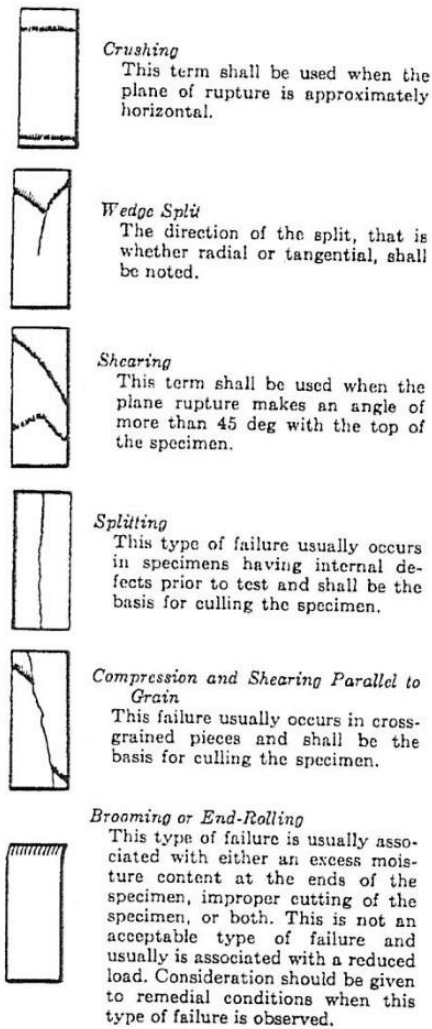 Crushing
This term shall be used when the
plane of rupture is approximately
horizontal.
Wedge Split
The direction of the split, that is
whether radial or tangential, shall
be noted.
Shearing
This term shall be used when the
plane rupture makes an angle of
more than 45 deg with the top of
the specimen.
Splitting
This type of failure usually occurs
in specimens having internal de-
fects prior to test and shall be the
basis for culling the specimen.
Compression and Shearing Parallel to
Grain
This failure usually occurs in cross-
grained pieces and shall be the
basis for culling the specimen.
Brooming or End-Rolling
This type of failure is usually asso-
ciated with either an excess mois-
ture content at the ends of the
specimen, improper cutting of the
specimen, or both. This is not an
acceptable type of failure and
usually is associated with a reduced
load. Consideration should be given
to remedial conditions when this
type of failure is observed.